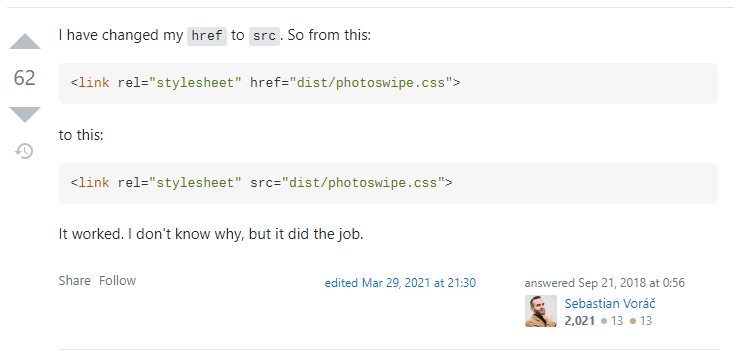 I have changed my href to src. So from this:
62
<link rel="stylesheet" href="dist/photoswipe.css">
to this:
<link rel="stylesheet" src="dist/photoswipe.css">
It worked. I don't know why, but it did the job.
Share Follow
edited Mar 29, 2021 at 21:30
answered Sep 21, 2018 at 0:56
Sebastian Voráč
2,021 13 13